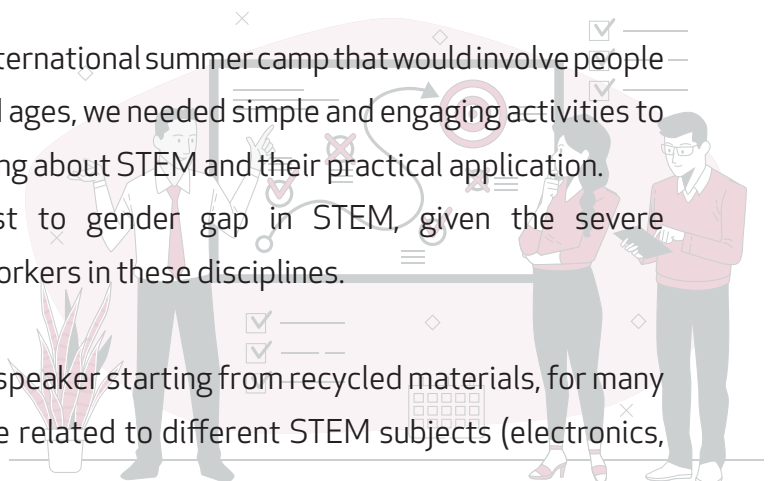 ternational summer camp that would involve people
ages, we needed simple and engaging activities to
ng about STEM and their practical application.
st to gender gap in STEM, given the severe
orkers in these disciplines.
speaker starting from recycled materials, for many
e related to different STEM subjects (electronics,